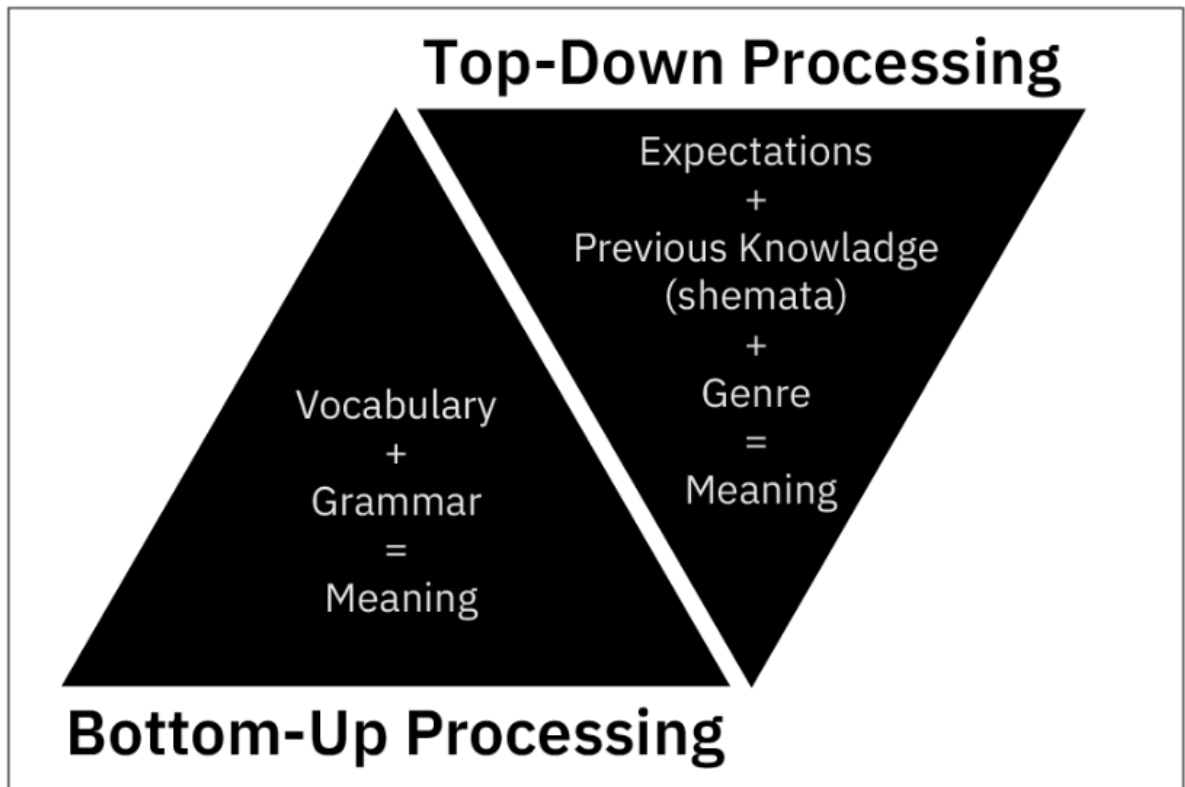 Top-Down Processing
Expectations
+
Previous Knowladge
(shemata)
+
Genre
=
Meaning
Vocabulary
+
Grammar
=
Meaning
Bottom-Up Processing